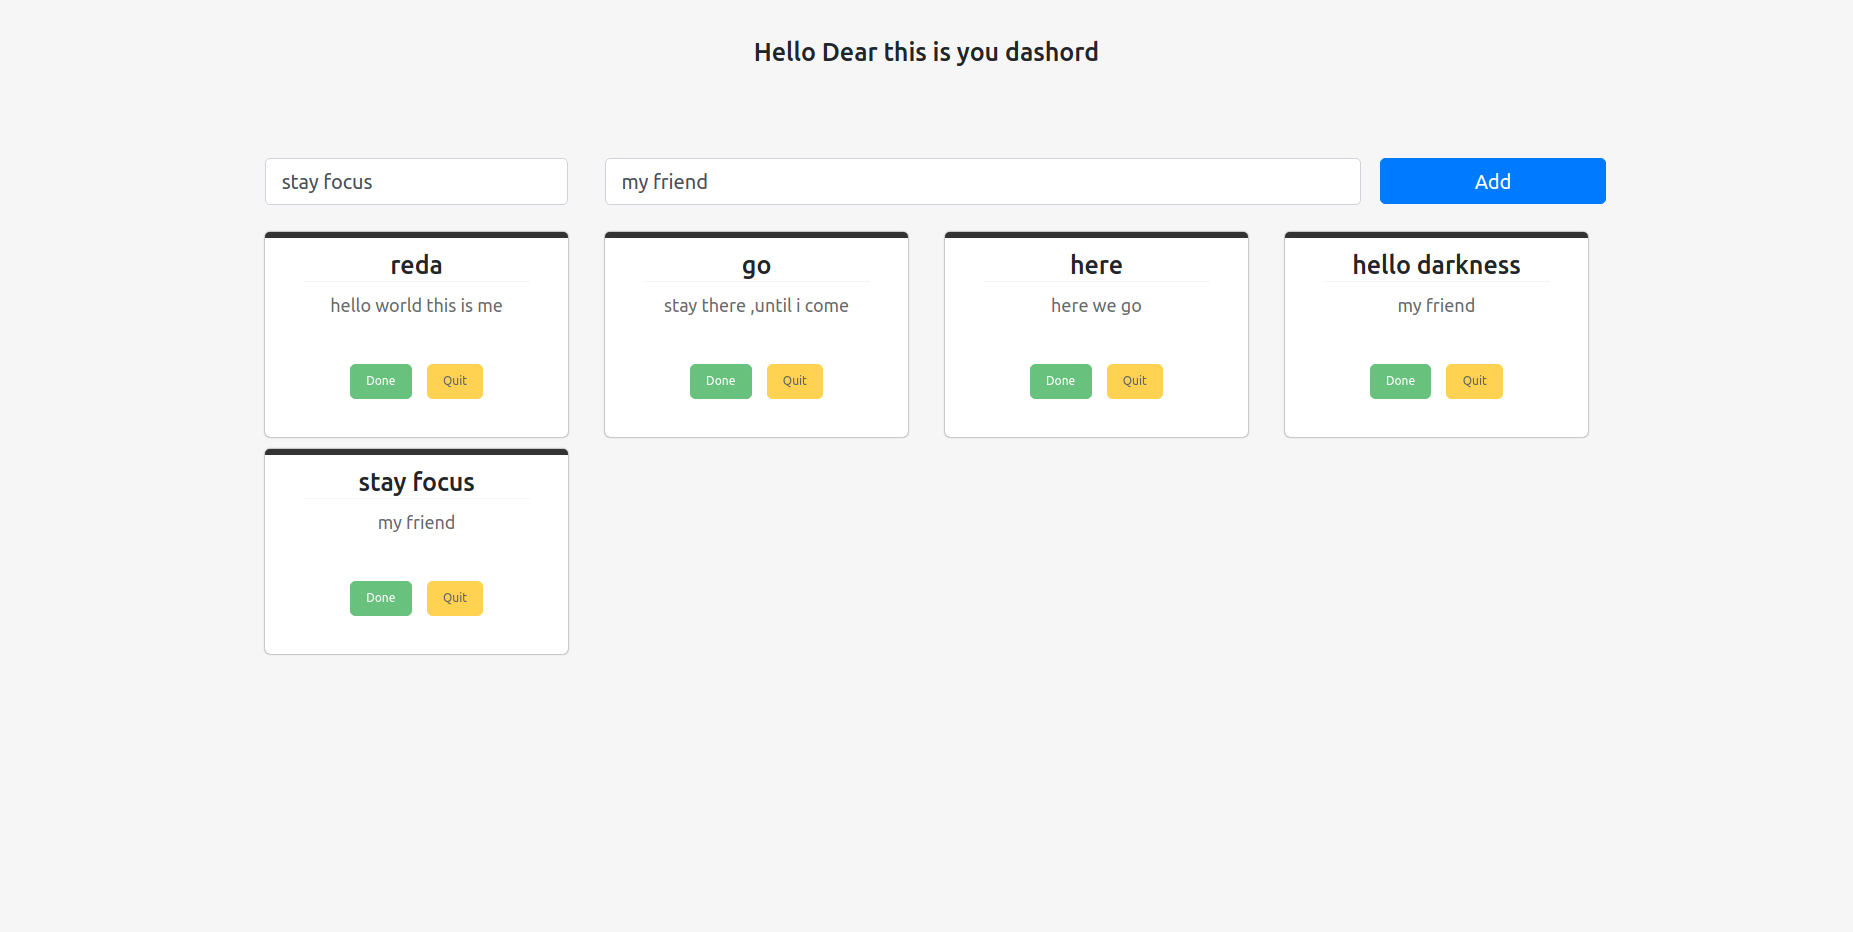 Hello Dear this is you dashord
stay focus
my friend
Add
reda
hello world this is me
Done
Quit
go
stay there ,until i come
Done
Quit
here
here we go
Done
Quit
hello darkness
my friend
Done
Quit
stay focus
my friend
Done
Quit